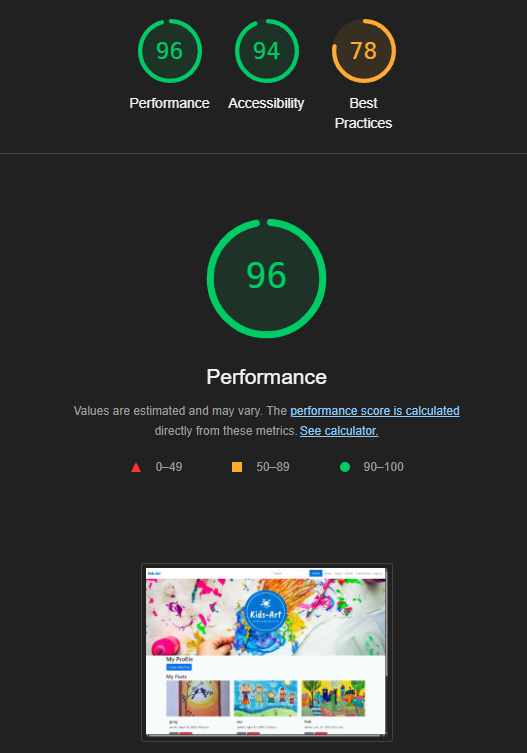 96
94
78
Performance
Accessibility
Best
Practices
96
Performance
Values are estimated and may vary. The performance score is calculated
directly from these metrics. See calculator.
0–49
50–89
90–100
Kids-Art
Kids-Art
My Profile
My Posts